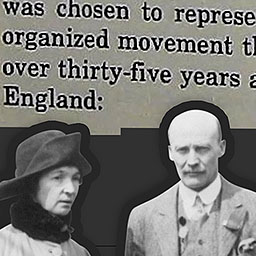 was chosen to represe
organized movement th
over thirty-five years a
England: